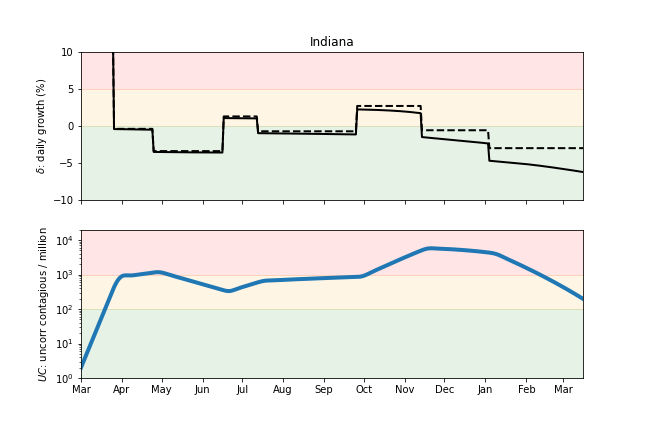 Indiana
δ: daily growth (%)
10
5
0
−5
−10
UC: uncorr contagious / million
10⁴
10³
10²
10¹
10⁰
Mar Apr May Jun Jul Aug Sep Oct Nov Dec Jan Feb Mar